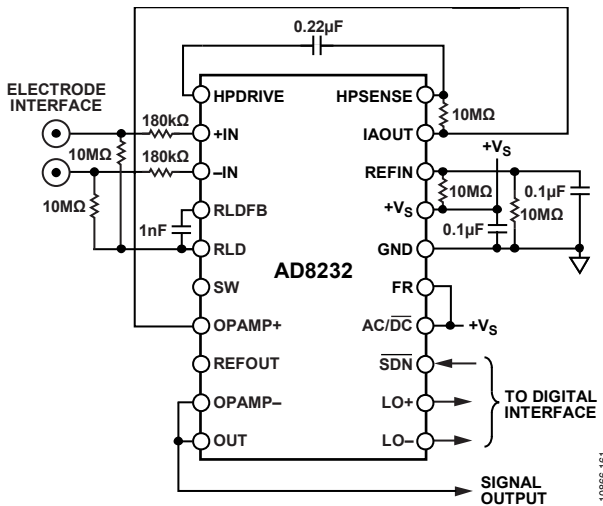 0.22µF
ELECTRODE
INTERFACE
HPDRIVE
HPSENSE
180kΩ
10MΩ
+IN
IAOUT
10MΩ
180kΩ
+VS
–IN
REFIN
10MΩ
10MΩ
0.1µF
RLDFB
+VS
10MΩ
1nF
0.1µF
RLD
GND
AD8232
SW
FR
OPAMP+
AC/DC
+VS
REFOUT
SDN
OPAMP–
LO+
TO DIGITAL
INTERFACE
OUT
LO–
SIGNAL
OUTPUT
10866-161